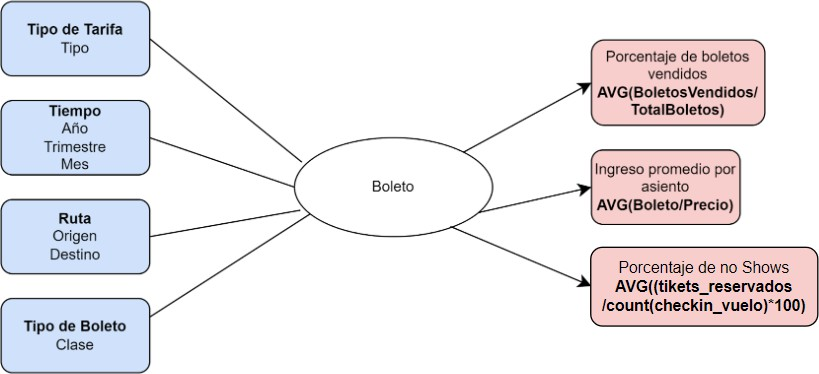 Tipo de Tarifa
Tipo
Tiempo
Año
Trimestre
Mes
Ruta
Origen
Destino
Tipo de Boleto
Clase
Boleto
Porcentaje de boletos
vendidos
AVG(BoletosVendidos/
TotalBoletos)
Ingreso promedio por
asiento
AVG(Boleto/Precio)
Porcentaje de no Shows
AVG((tikets_reservados
/count(checkin_vuelo)*100)